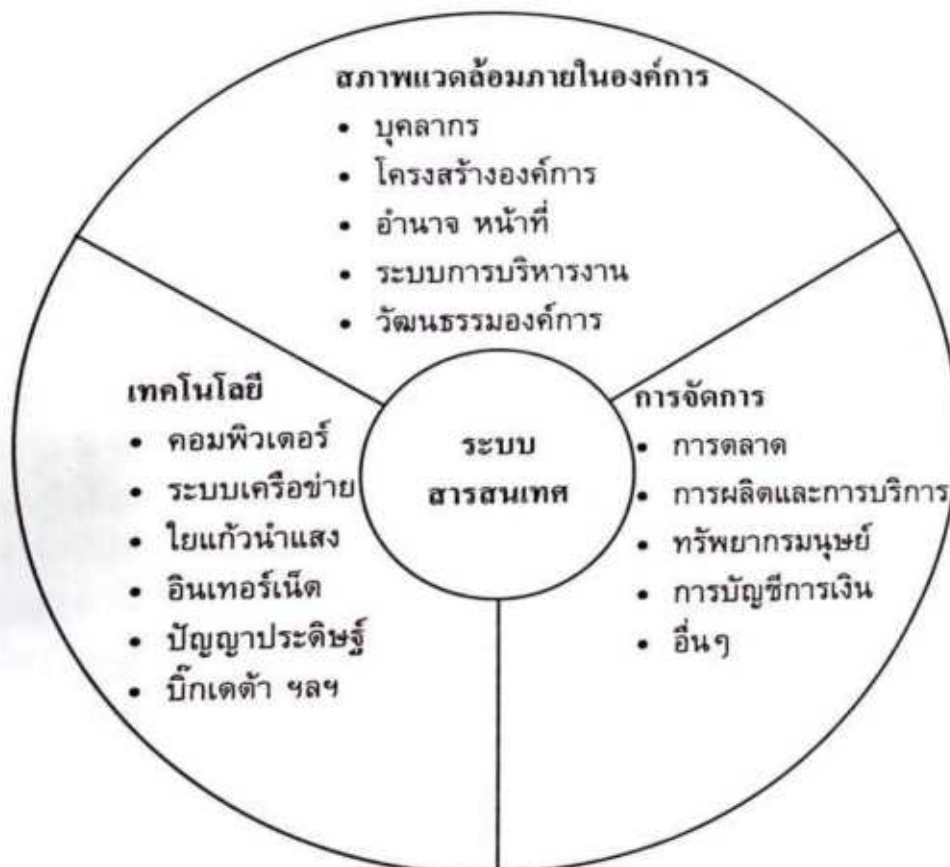 สภาพแวดล้อมภายในองค์การ
• บุคลากร
• โครงสร้างองค์การ
• อำนาจ หน้าที่
• ระบบการบริหารงาน
• วัฒนธรรมองค์การ
เทคโนโลยี
• คอมพิวเตอร์
• ระบบเครือข่าย
• ใยแก้วนำแสง
• อินเทอร์เน็ต
• ปัญญาประดิษฐ์
• บิ๊กเดต้า ฯลฯ
ระบบ
สารสนเทศ
การจัดการ
• การตลาด
• การผลิตและการบริการ
• ทรัพยากรมนุษย์
• การบัญชีการเงิน
• อื่นๆ